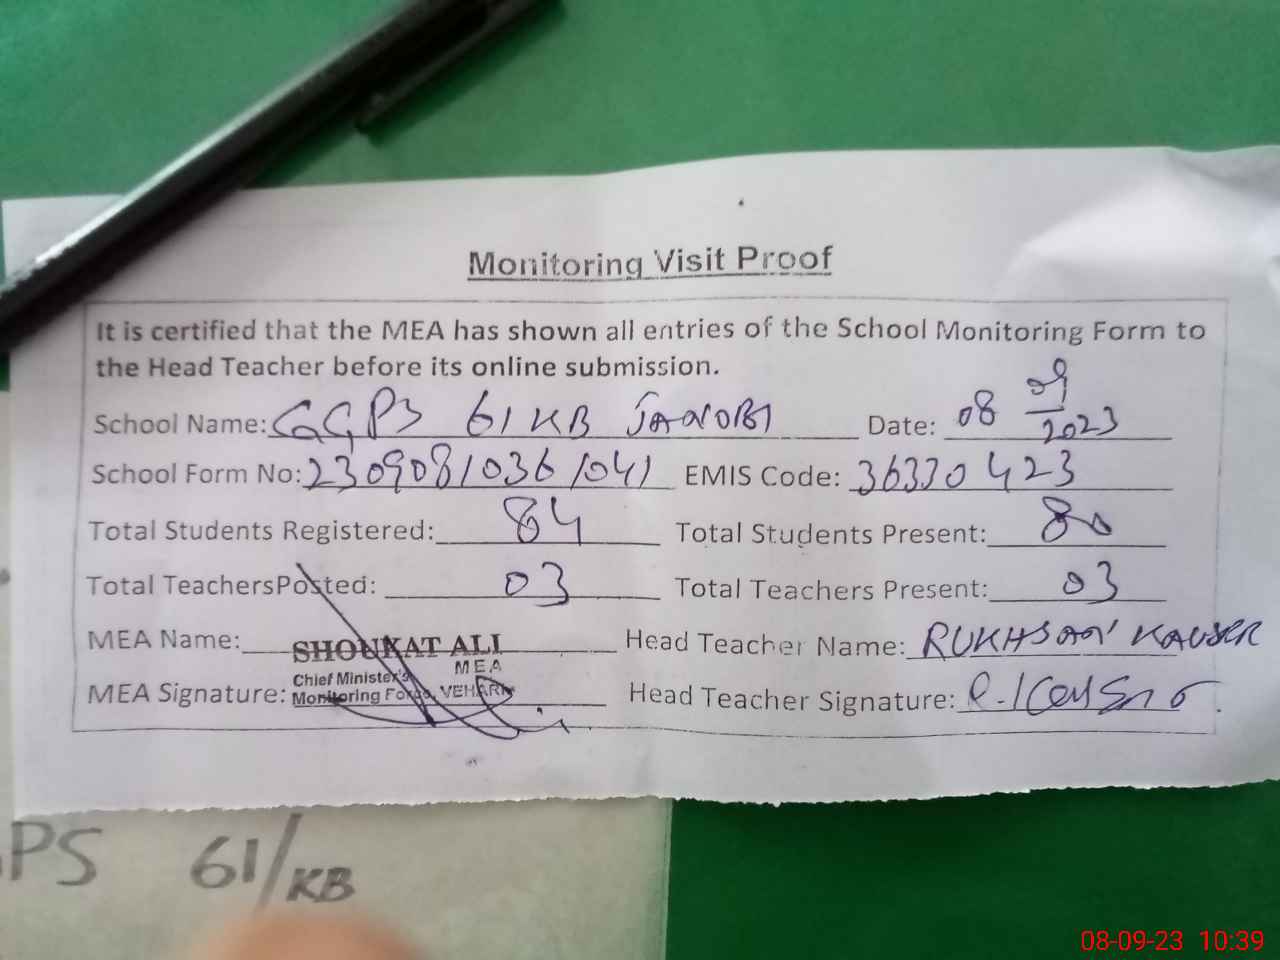 Monitoring Visit Proof
It is certified that the MEA has shown all entries of the School Monitoring Form to
the Head Teacher before its online submission.
School Name: GGPS 61 KB JANOBI Date: 08 09/2023
School Form No: 23090810361041 EMIS Code: 36330423
Total Students Registered: 84 Total Students Present: 80
Total TeachersPosted: 03 Total Teachers Present: 03
MEA Name: SHOUKAT ALI Head Teacher Name: RUKHSAN KAUSER
MEA
Chief Minister's
MEA Signature: Monitoring Force, VEHARI Head Teacher Signature:
GPS 61/KB
08-09-23 10:39